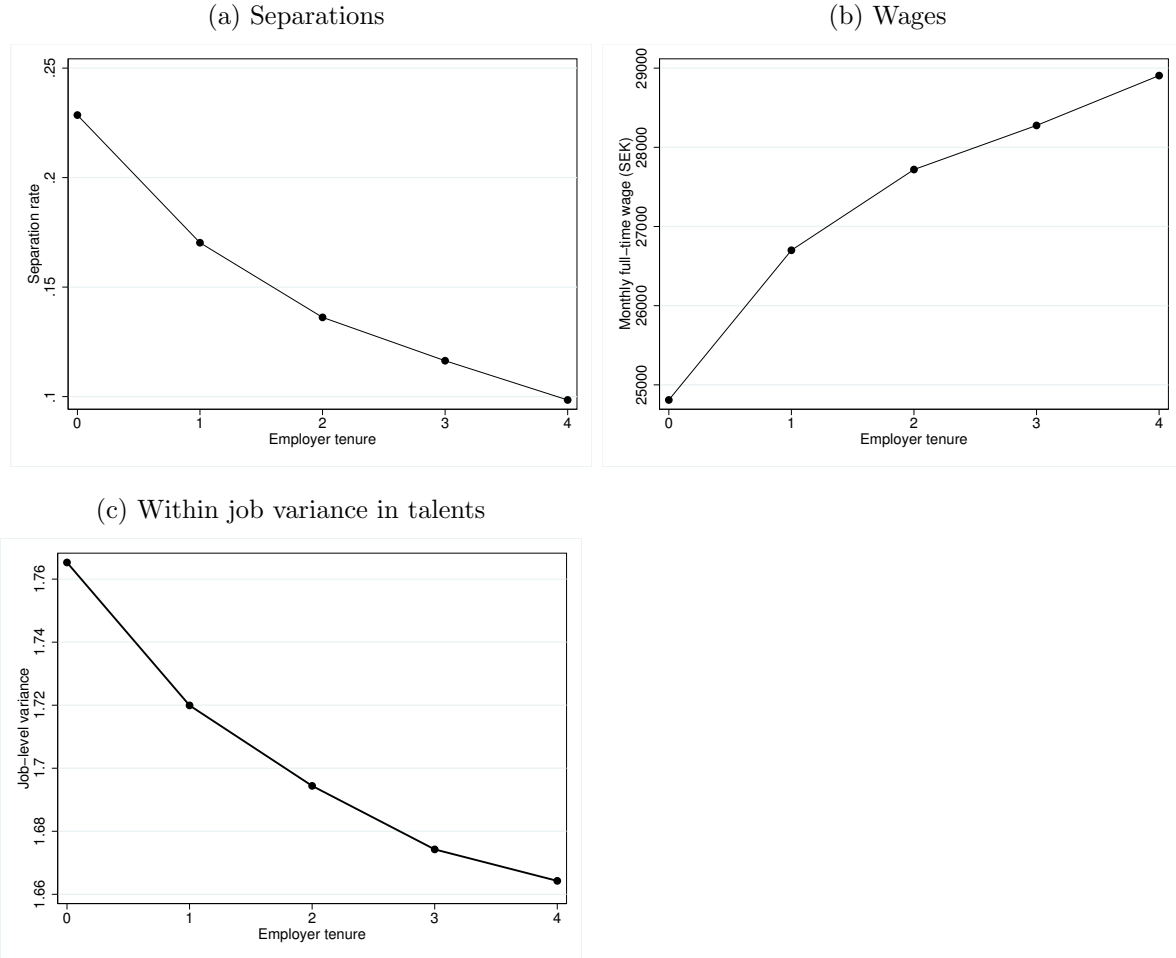 (a) Separations
Separation rate
.25
.2
.15
.1
0 1 2 3 4
Employer tenure
(b) Wages
Monthly full−time wage (SEK)
29000
28000
27000
26000
25000
0 1 2 3 4
Employer tenure
(c) Within job variance in talents
Job−level variance
1.76
1.74
1.72
1.7
1.68
1.66
0 1 2 3 4
Employer tenure